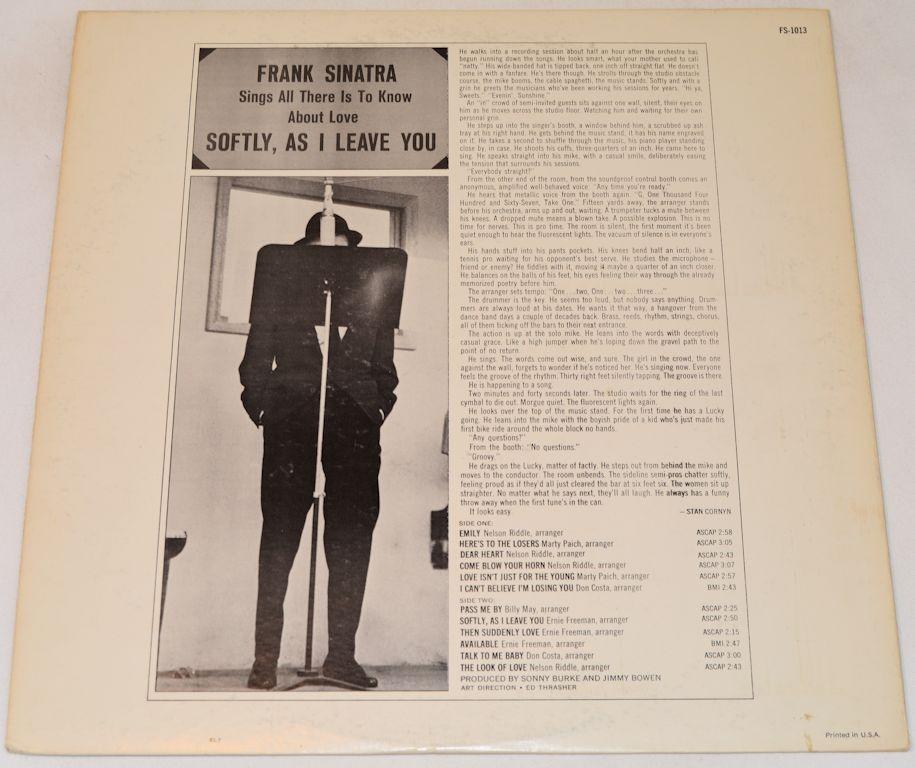 FS-1013
FRANK SINATRA
Sings All There Is To Know
About Love
SOFTLY, AS I LEAVE YOU
He walks into a recording session about half an hour after the orchestra has
begun running down the songs. He looks smart, what your mother used to call
"natty." His wide-banded hat is tipped back, one inch off straight flat. He doesn't
come in with a fanfare. He's there though. He strolls through the studio obstacle
course, the mike booms, the cable spaghetti, the music stands. Softly and with a
grin he greets the musicians who've been working his sessions for years. "Hi ya,
Sweets." "Evenin', Sunshine."
An "in" crowd of semi-invited guests sits against one wall, silent, their eyes on
him as he moves across the studio floor. Watching him and waiting for their own
personal grin.
He steps up into the singer's booth, a window behind him, a scrubbed up ash
tray at his right hand. He gets behind the music stand, it has his name engraved
on it. He takes a second to shuffle through the music, his piano player standing
close by, in case. He shoots his cuffs, three-quarters of an inch. He came here to
sing. He speaks straight into his mike, with a casual smile, deliberately easing
the tension that surrounds his sessions.
"Everybody straight?"
From the other end of the room, from the soundproof control booth comes an
anonymous, amplified well-behaved voice: "Any time you're ready."
He hears that metallic voice from the booth again. "G, One Thousand Four
Hundred and Sixty-Seven, Take One." Fifteen yards away, the arranger stands
before his orchestra, arms up and out, waiting. A trumpeter tucks a mute between
his knees. A dropped mute means a blown take. A possible explosion. This is no
time for nerves. This is pro time. The room is silent, the first moment it's been
quiet enough to hear the fluorescent lights. The vacuum of silence is in everyone's
ears.
His hands stuff into his pants pockets. His knees bend half an inch, like a
tennis pro waiting for his opponent's best serve. He studies the microphone –
friend or enemy? He fiddles with it, moving it maybe a quarter of an inch closer.
He balances on the balls of his feet, his eyes feeling their way through the already
memorized poetry before him.
The arranger sets tempo: "One . . . two, One . . . two . . . three . . ."
The drummer is the key. He seems too loud, but nobody says anything. Drum-
mers are always loud at his dates. He wants it that way, a hangover from the
dance band days a couple of decades back. Brass, reeds, rhythm, strings, chorus,
all of them ticking off the bars to their next entrance.
The action is up at the solo mike. He leans into the words with deceptively
casual grace. Like a high jumper when he's loping down the gravel path to the
point of no return.
He sings. The words come out wise, and sure. The girl in the crowd, the one
against the wall, forgets to wonder if he's noticed her. He's singing now. Everyone
feels the groove of the rhythm. Thirty right feet silently tapping. The groove is there.
He is happening to a song.
Two minutes and forty seconds later. The studio waits for the ring of the last
cymbal to die out. Morgue quiet. The fluorescent lights again.
He looks over the top of the music stand. For the first time he has a Lucky
going. He leans into the mike with the boyish pride of a kid who's just made his
first bike ride around the whole block no hands.
"Any questions?"
From the booth: "No questions."
"Groovy."
He drags on the Lucky, matter of factly. He steps out from behind the mike and
moves to the conductor. The room unbends. The sideline semi-pros chatter softly,
feeling proud as if they'd all just cleared the bar at six feet six. The women sit up
straighter. No matter what he says next, they'll all laugh. He always has a funny
throw away when the first tune's in the can.
It looks easy. – STAN CORNYN
SIDE ONE:
EMILY Nelson Riddle, arranger ASCAP 2:58
HERE'S TO THE LOSERS Marty Paich, arranger ASCAP 3:05
DEAR HEART Nelson Riddle, arranger ASCAP 2:43
COME BLOW YOUR HORN Nelson Riddle, arranger ASCAP 3:07
LOVE ISN'T JUST FOR THE YOUNG Marty Paich, arranger ASCAP 2:57
I CAN'T BELIEVE I'M LOSING YOU Don Costa, arranger BMI 2:43
SIDE TWO:
PASS ME BY Billy May, arranger ASCAP 2:25
SOFTLY, AS I LEAVE YOU Ernie Freeman, arranger ASCAP 2:50
THEN SUDDENLY LOVE Ernie Freeman, arranger ASCAP 2:15
AVAILABLE Ernie Freeman, arranger BMI 2:47
TALK TO ME BABY Don Costa, arranger ASCAP 3:00
THE LOOK OF LOVE Nelson Riddle, arranger ASCAP 2:43
PRODUCED BY SONNY BURKE AND JIMMY BOWEN
ART DIRECTION • ED THRASHER
Printed in U.S.A.